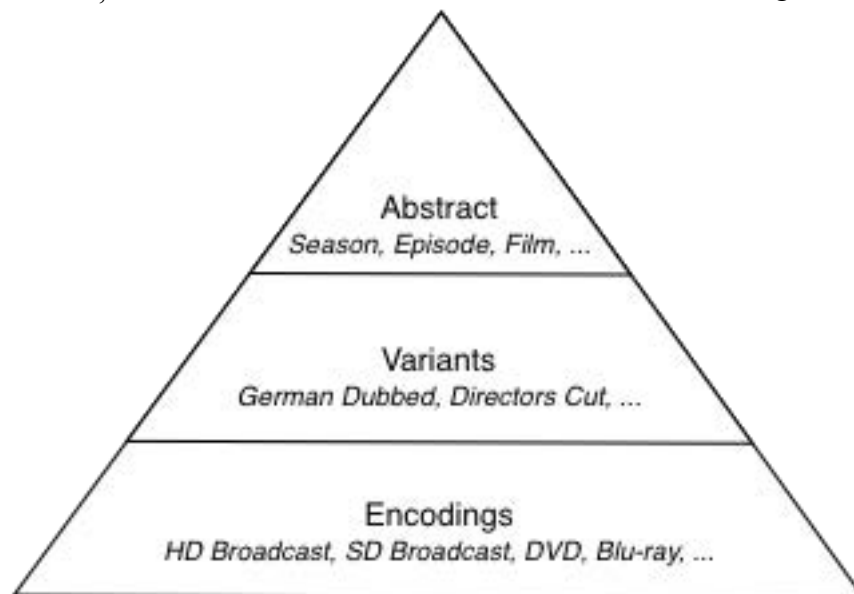 Abstract
Season, Episode, Film, ...
Variants
German Dubbed, Directors Cut, ...
Encodings
HD Broadcast, SD Broadcast, DVD, Blu-ray, ...